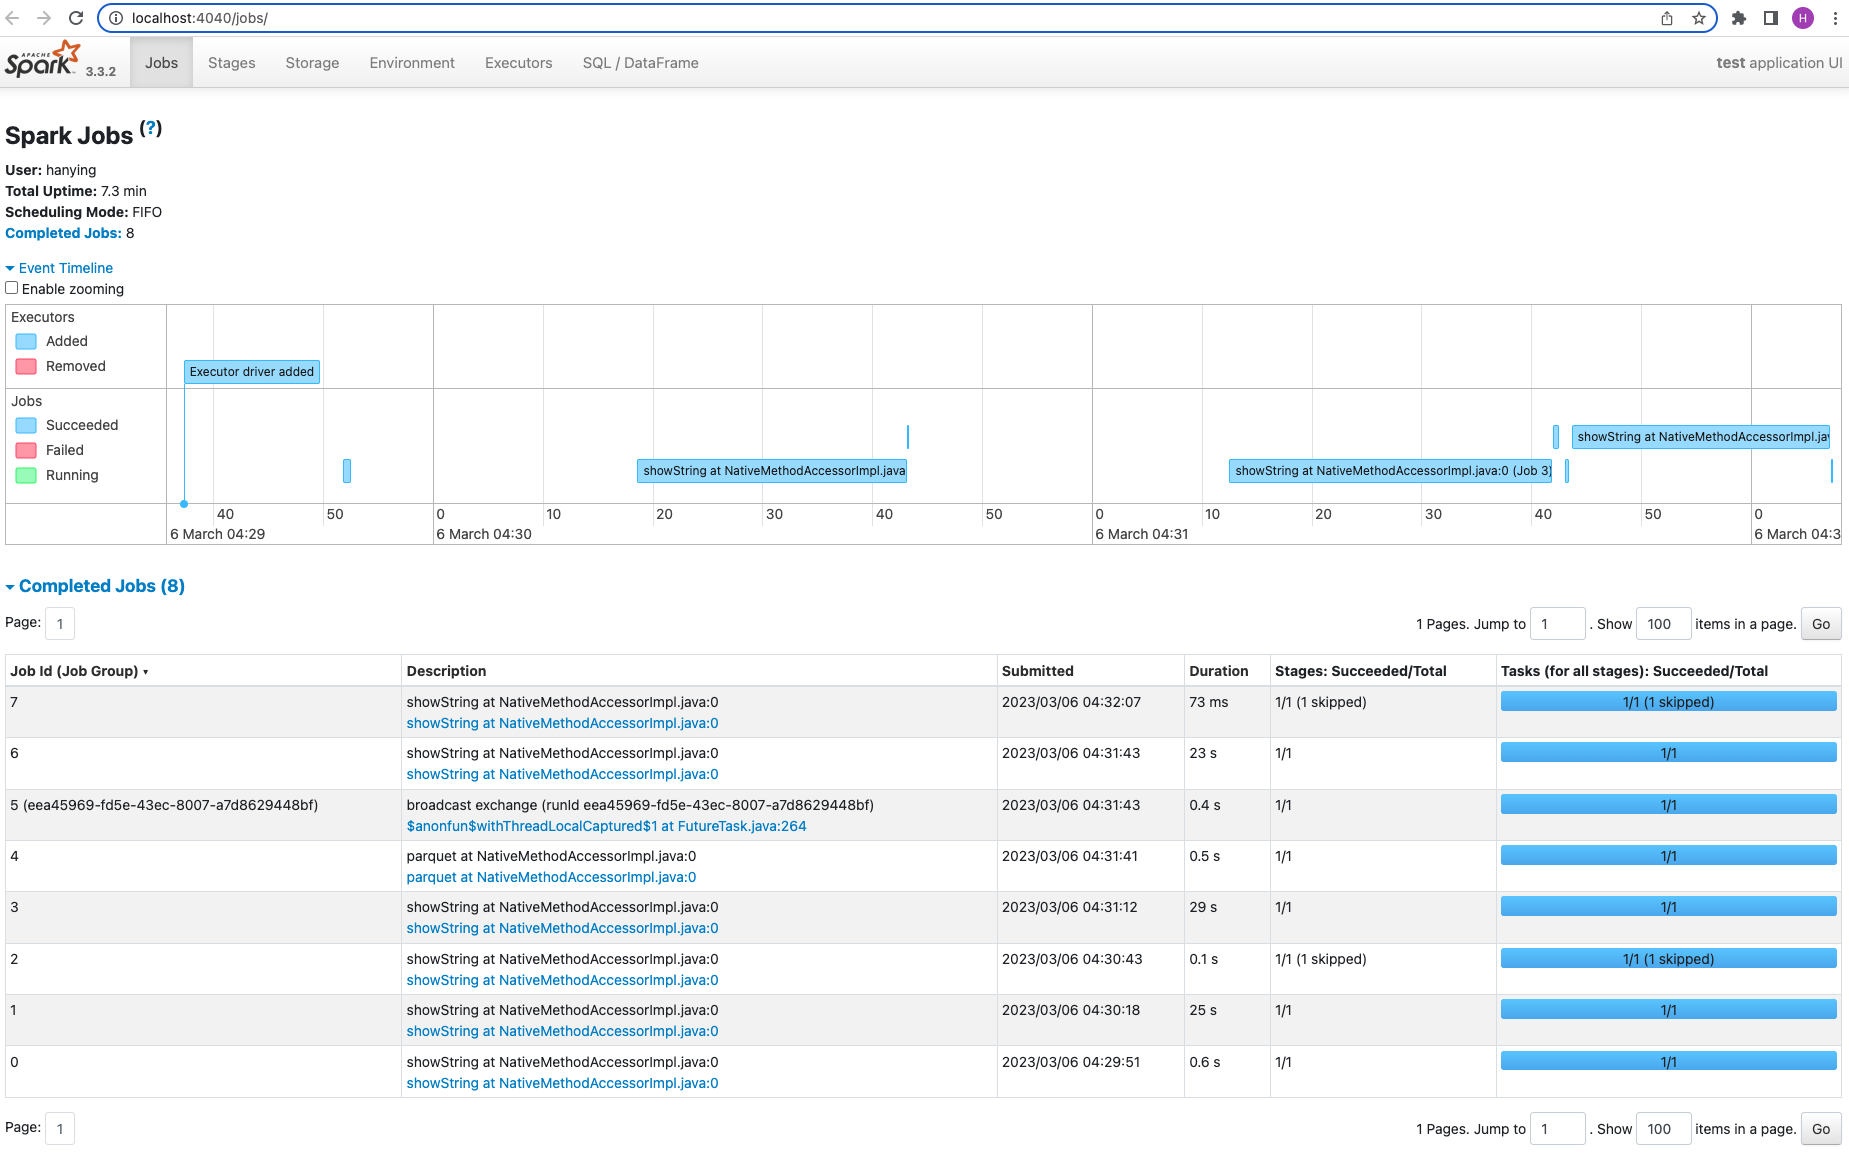 localhost:4040/jobs/
H
APACHE
Spark 3.3.2
Jobs Stages Storage Environment Executors SQL / DataFrame test application UI
Spark Jobs (?)
User: hanying
Total Uptime: 7.3 min
Scheduling Mode: FIFO
Completed Jobs: 8
Event Timeline
Enable zooming
Executors
Added
Removed
Executor driver added
Jobs
Succeeded
Failed
Running
showString at NativeMethodAccessorImpl.jav
showString at NativeMethodAccessorImpl.java
showString at NativeMethodAccessorImpl.java:0 (Job 3)
40 50 0 10 20 30 40 50 0 10 20 30 40 50 0
6 March 04:29 6 March 04:30 6 March 04:31 6 March 04:3
Completed Jobs (8)
Page: 1 1 Pages. Jump to 1 . Show 100 items in a page. Go
Job Id (Job Group) ▾ Description Submitted Duration Stages: Succeeded/Total Tasks (for all stages): Succeeded/Total
7 showString at NativeMethodAccessorImpl.java:0 2023/03/06 04:32:07 73 ms 1/1 (1 skipped) 1/1 (1 skipped)
showString at NativeMethodAccessorImpl.java:0
6 showString at NativeMethodAccessorImpl.java:0 2023/03/06 04:31:43 23 s 1/1 1/1
showString at NativeMethodAccessorImpl.java:0
5 (eea45969-fd5e-43ec-8007-a7d8629448bf) broadcast exchange (runId eea45969-fd5e-43ec-8007-a7d8629448bf) 2023/03/06 04:31:43 0.4 s 1/1 1/1
$anonfun$withThreadLocalCaptured$1 at FutureTask.java:264
4 parquet at NativeMethodAccessorImpl.java:0 2023/03/06 04:31:41 0.5 s 1/1 1/1
parquet at NativeMethodAccessorImpl.java:0
3 showString at NativeMethodAccessorImpl.java:0 2023/03/06 04:31:12 29 s 1/1 1/1
showString at NativeMethodAccessorImpl.java:0
2 showString at NativeMethodAccessorImpl.java:0 2023/03/06 04:30:43 0.1 s 1/1 (1 skipped) 1/1 (1 skipped)
showString at NativeMethodAccessorImpl.java:0
1 showString at NativeMethodAccessorImpl.java:0 2023/03/06 04:30:18 25 s 1/1 1/1
showString at NativeMethodAccessorImpl.java:0
0 showString at NativeMethodAccessorImpl.java:0 2023/03/06 04:29:51 0.6 s 1/1 1/1
showString at NativeMethodAccessorImpl.java:0
Page: 1 1 Pages. Jump to 1 . Show 100 items in a page. Go